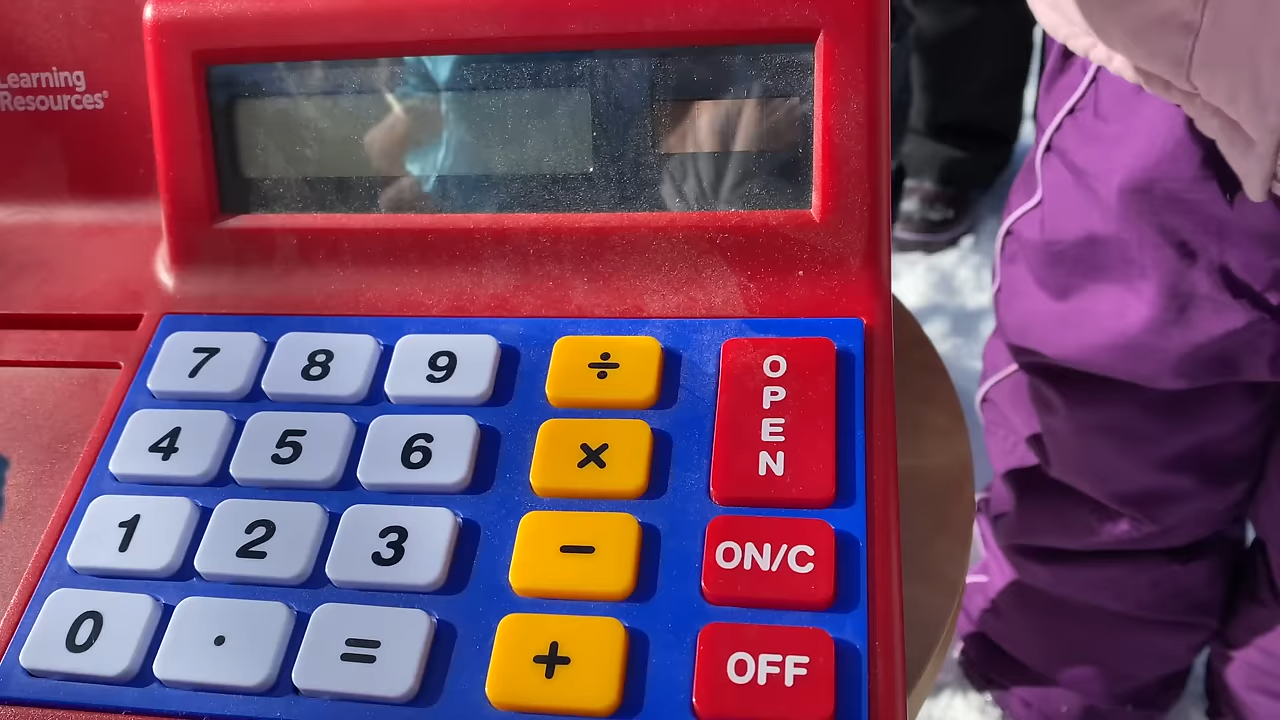 Learning
Resources®
7 8 9 ÷
4 5 6 ×
1 2 3 −
0 . = +
OPEN
ON/C
OFF